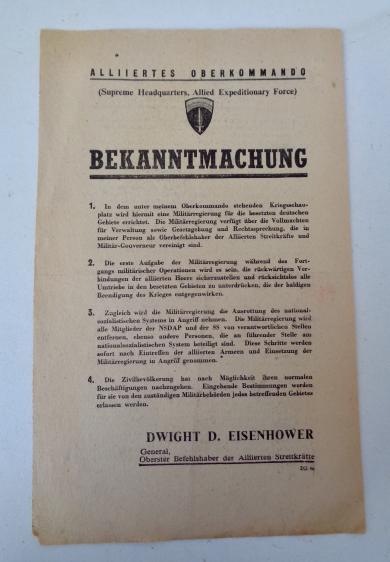 ALLIIERTES OBERKOMMANDO
(Supreme Headquarters, Allied Expeditionary Force)
BEKANNTMACHUNG
1. In dem unter meinem Oberkommando stehenden Kriegsschau-
platz wird hiermit eine Militärregierung für die besetzten deutschen
Gebiete errichtet. Die Militärregierung verfügt über die Vollmachten
für Verwaltung sowie Gesetzgebung und Rechtsprechung, die in
meiner Person als Oberbefehlshaber der Alliierten Streitkräfte und
Militär-Gouverneur vereinigt sind.
2. Die erste Aufgabe der Militärregierung während des Fort-
gangs militärischer Operationen wird es sein, die rückwärtigen Ver-
bindungen der alliierten Heere sicherzustellen und rücksichtslos alle
Umtriebe in den besetzten Gebieten zu unterdrücken, die der baldigen
Beendigung des Krieges entgegenwirken.
3. Zugleich wird die Militärregierung die Ausrottung des national-
sozialistischen Systems in Angriff nehmen. Die Militärregierung wird
alle Mitglieder der NSDAP und der SS von verantwortlichen Stellen
entfernen, ebenso andere Personen, die an führender Stelle am
nationalsozialistischen System beteiligt sind. Diese Schritte werden
sofort nach Eintreffen der alliierten Armeen und Einsetzung der
Militärregierung in Angriff genommen.
4. Die Zivilbevölkerung hat nach Möglichkeit ihren normalen
Beschäftigungen nachzugehen. Eingehende Bestimmungen werden
für sie von den zuständigen Militärbehörden jedes betreffenden Gebietes
erlassen werden.
DWIGHT D. EISENHOWER
General,
Oberster Befehlshaber der Alliierten Streitkräfte